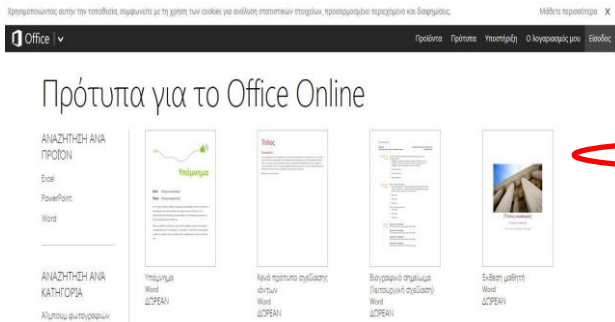 Χρησιμοποιώντας αυτήν την τοποθεσία, συμφωνείτε με τη χρήση των cookies για ανάλυση στατιστικών στοιχείων, προσαρμοσμένο περιεχόμενο και διαφημίσεις. Μάθετε περισσότερα X
Office Προϊόντα Πρότυπα Υποστήριξη Ο λογαριασμός μου Είσοδος
Πρότυπα για το Office Online
ΑΝΑΖΗΤΗΣΗ ΑΝΑ
ΠΡΟΪΟΝ
Excel
PowerPoint
Word
Υπόμνημα
Τίτλος
ΑΝΑΖΗΤΗΣΗ ΑΝΑ
ΚΑΤΗΓΟΡΙΑ
Άλμπουμ φωτογραφιών
Υπόμνημα
Word
ΔΩΡΕΑΝ
Κενό πρότυπο σχεδίασης
ιόντων
Word
ΔΩΡΕΑΝ
Βιογραφικό σημείωμα
(λειτουργική σχεδίαση)
Word
ΔΩΡΕΑΝ
Έκθεση μαθητή
Word
ΔΩΡΕΑΝ